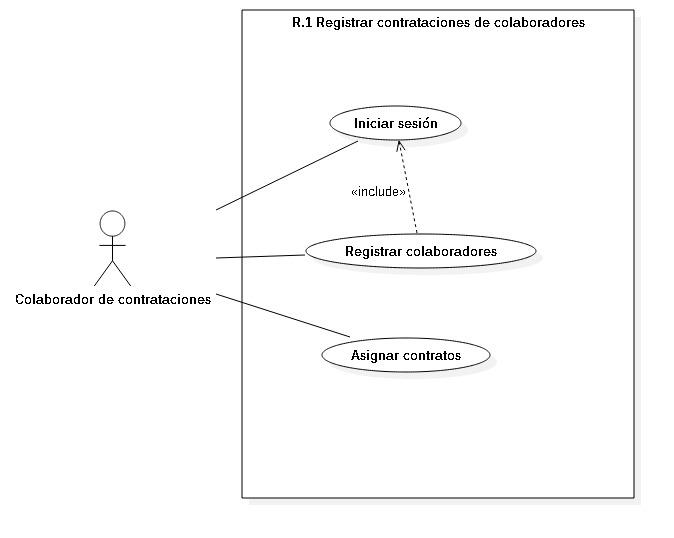 R.1 Registrar contrataciones de colaboradores
Iniciar sesión
«include»
Registrar colaboradores
Colaborador de contrataciones
Asignar contratos